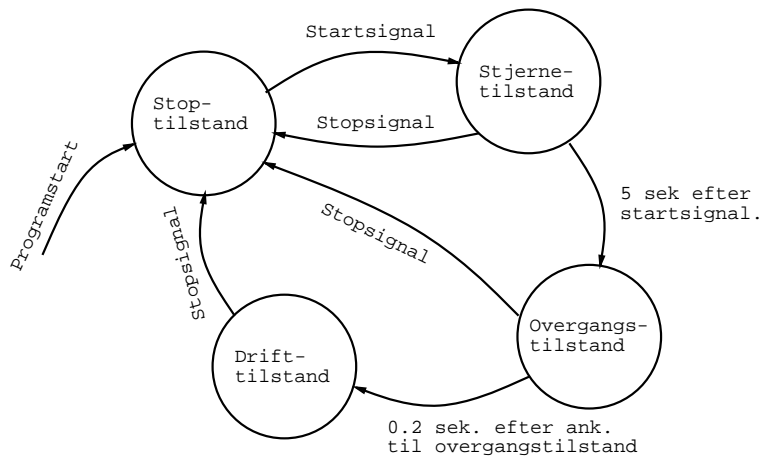 Startsignal
Stjerne-
tilstand
Stop-
tilstand
Stopsignal
Programstart
5 sek efter
startsignal.
Stopsignal
Stopsignal
Overgangs-
tilstand
Drift-
tilstand
0.2 sek. efter ank.
til overgangstilstand